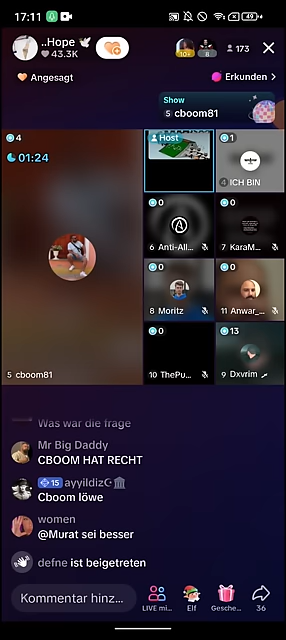 17:11
49
..Hope 🕊
43.3K
10+
8
173
Angesagt
Erkunden >
Show
5 cboom81
4
01:24
Host
1
4 ICH BIN
0
6 Anti-All...
0
7 KaraM...
0
8 Moritz
0
11 Anwar_...
0
10 ThePu...
13
9 Dxvrim
5 cboom81
Was war die frage
Mr Big Daddy
CBOOM HAT RECHT
15 ayyildiz☪🏛
Cboom löwe
women
@Murat sei besser
defne ist beigetreten
Kommentar hinz...
LIVE mi...
Elf
Gesche...
36